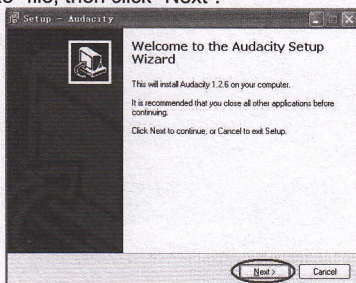 file, then click "Next".
Setup - Audacity
Welcome to the Audacity Setup
Wizard
This will install Audacity 1.2.6 on your computer.
It is recommended that you close all other applications before
continuing.
Click Next to continue, or Cancel to exit Setup.
Next >
Cancel